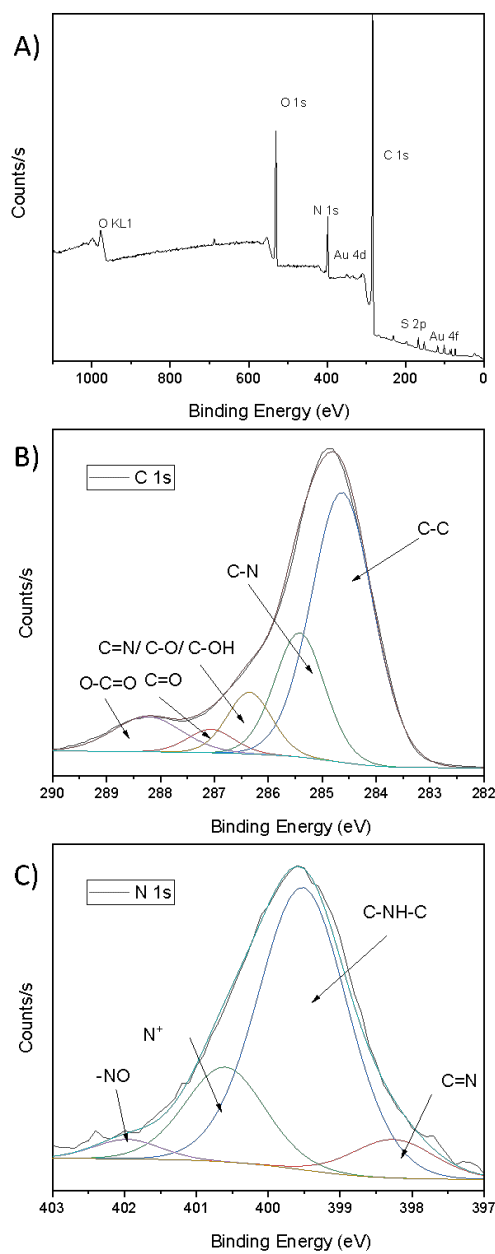 A)
Counts/s
O KL1
O 1s
N 1s
Au 4d
C 1s
S 2p
Au 4f
1000 800 600 400 200 0
Binding Energy (eV)
B)
C 1s
Counts/s
C-C
C-N
C=N/ C-O/ C-OH
O-C=O
C=O
290 289 288 287 286 285 284 283 282
Binding Energy (eV)
C)
N 1s
Counts/s
C-NH-C
N+
-NO
C=N
403 402 401 400 399 398 397
Binding Energy (eV)